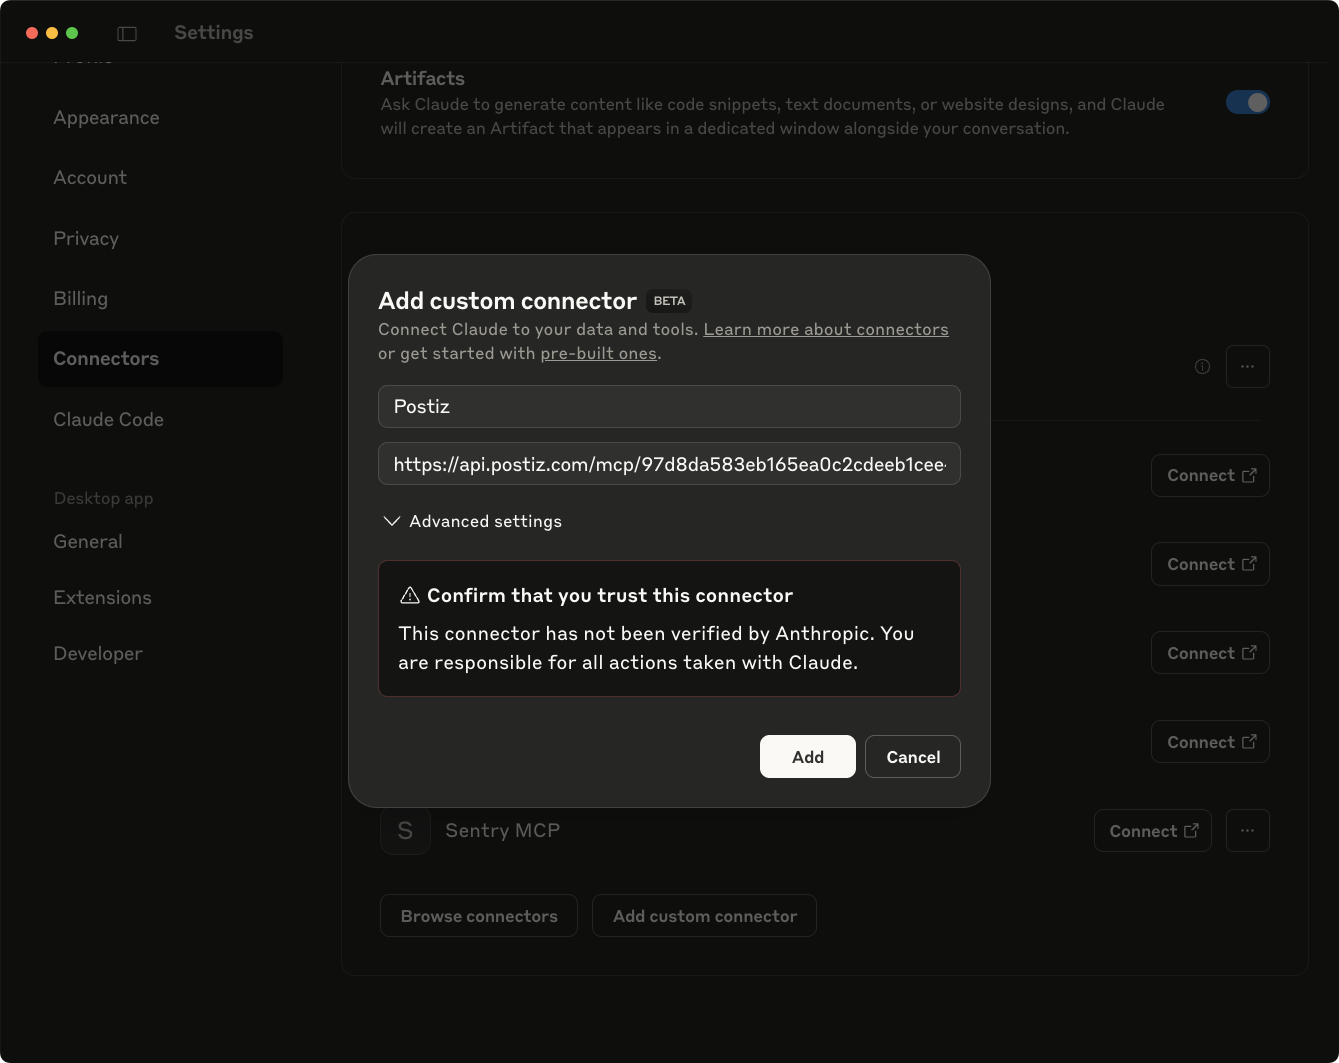 Settings
Profile
Appearance
Account
Privacy
Billing
Connectors
Claude Code
Desktop app
General
Extensions
Developer
Artifacts
Ask Claude to generate content like code snippets, text documents, or website designs, and Claude
will create an Artifact that appears in a dedicated window alongside your conversation.
Add custom connector BETA
Connect Claude to your data and tools. Learn more about connectors
or get started with pre-built ones.
Postiz
https://api.postiz.com/mcp/97d8da583eb165ea0c2cdeeb1cee
Advanced settings
Confirm that you trust this connector
This connector has not been verified by Anthropic. You
are responsible for all actions taken with Claude.
Add
Cancel
Connect
Connect
Connect
Connect
S
Sentry MCP
Connect
Browse connectors
Add custom connector